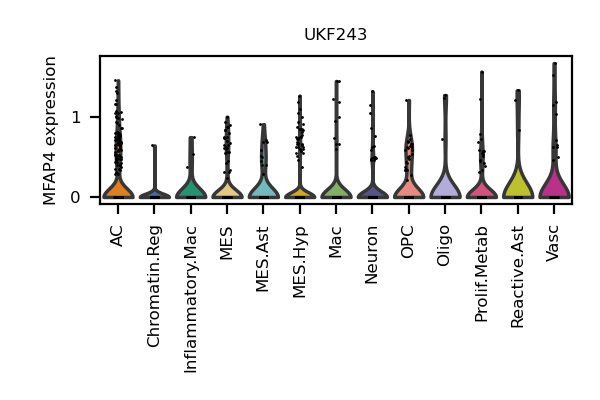 UKF243
MFAP4 expression
1
0
AC
Chromatin.Reg
Inflammatory.Mac
MES
MES.Ast
MES.Hyp
Mac
Neuron
OPC
Oligo
Prolif.Metab
Reactive.Ast
Vasc